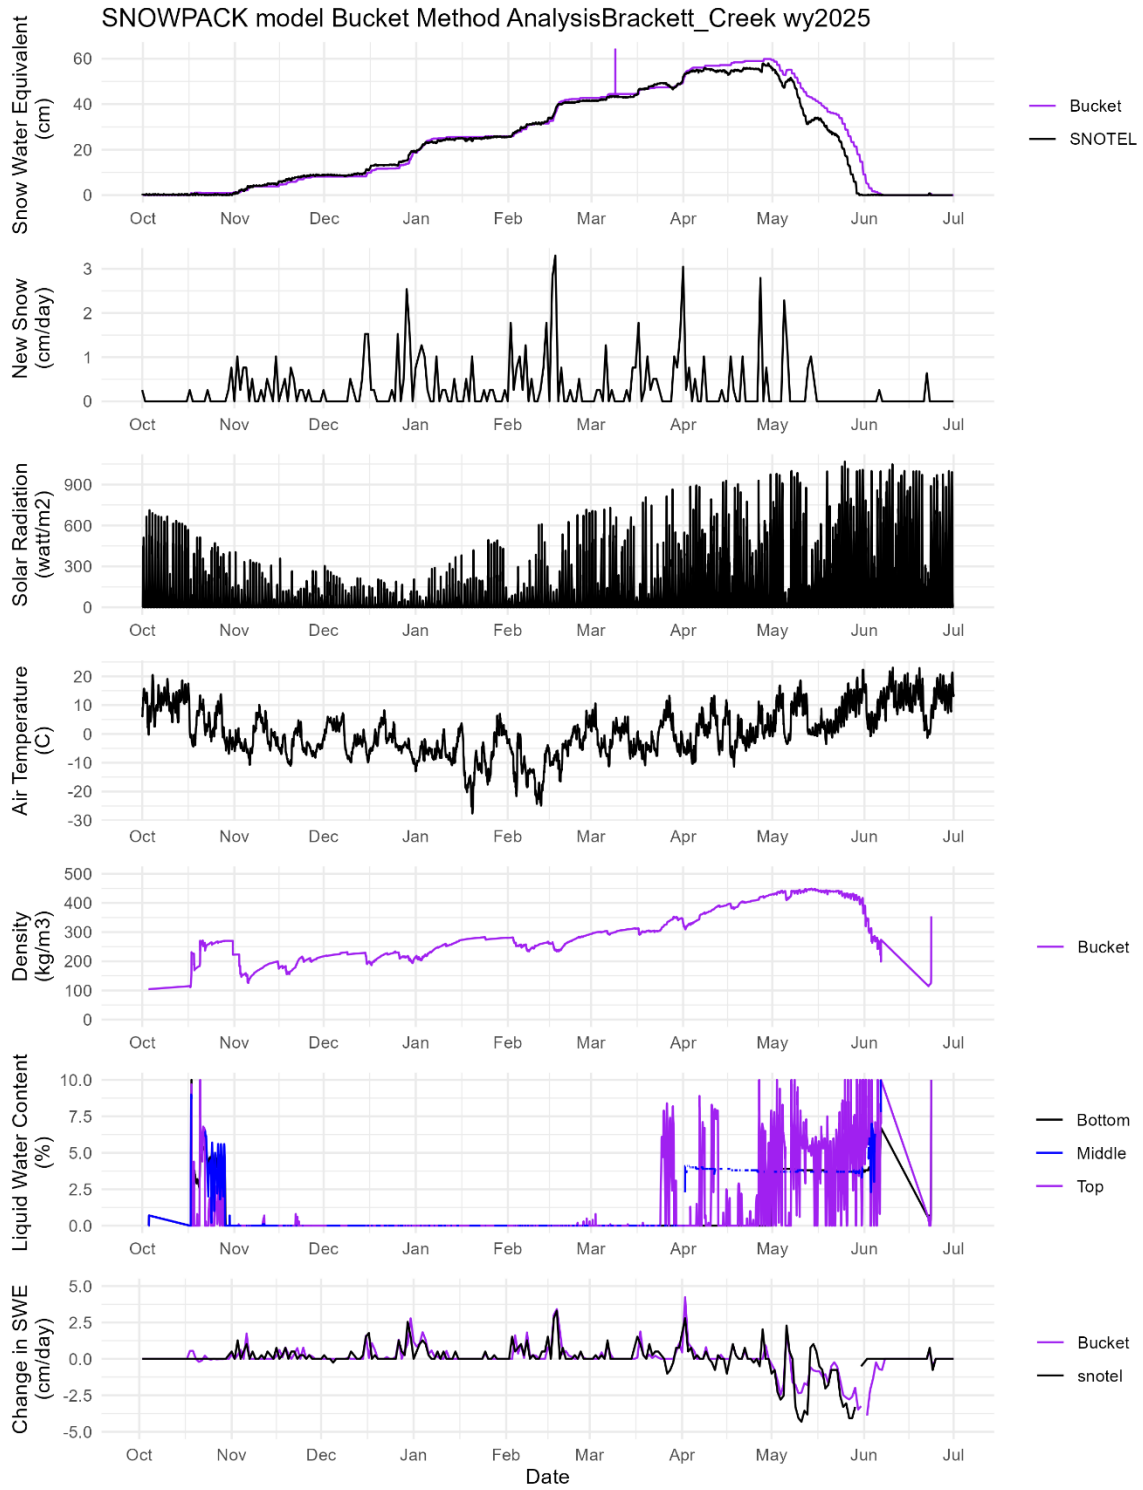 SNOWPACK model Bucket Method AnalysisBrackett_Creek wy2025
Snow Water Equivalent
(cm)
60
40
20
0
Oct Nov Dec Jan Feb Mar Apr May Jun Jul
Bucket
SNOTEL
New Snow
(cm/day)
3
2
1
0
Oct Nov Dec Jan Feb Mar Apr May Jun Jul
Solar Radiation
(watt/m2)
900
600
300
0
Oct Nov Dec Jan Feb Mar Apr May Jun Jul
Air Temperature
(C)
20
10
0
-10
-20
-30
Oct Nov Dec Jan Feb Mar Apr May Jun Jul
Density
(kg/m3)
500
400
300
200
100
0
Oct Nov Dec Jan Feb Mar Apr May Jun Jul
Bucket
Liquid Water Content
(%)
10.0
7.5
5.0
2.5
0.0
Oct Nov Dec Jan Feb Mar Apr May Jun Jul
Bottom
Middle
Top
Change in SWE
(cm/day)
5.0
2.5
0.0
-2.5
-5.0
Oct Nov Dec Jan Feb Mar Apr May Jun Jul
Date
Bucket
snotel